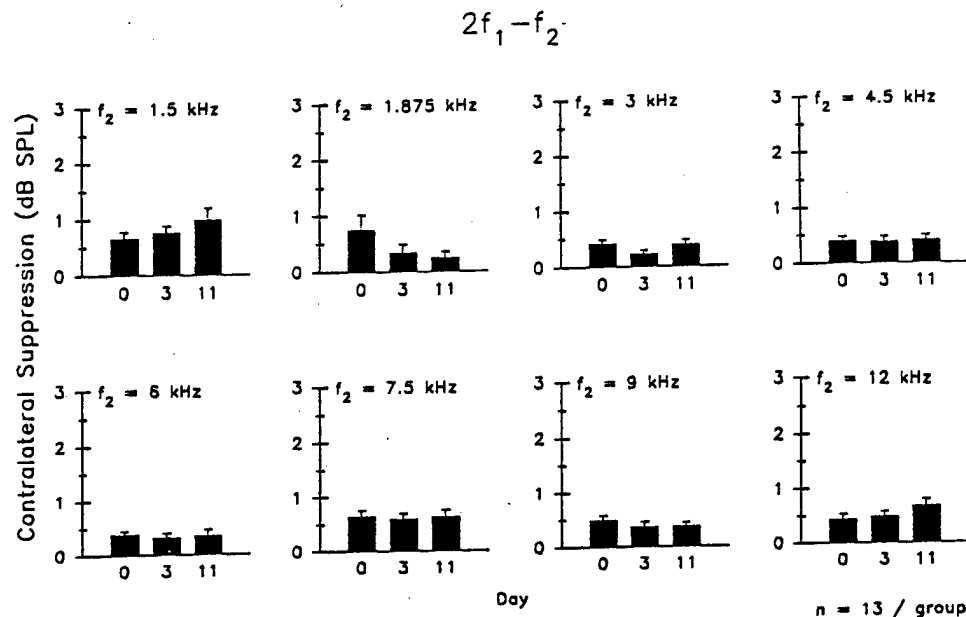 2f₁−f₂
Contralateral Suppression (dB SPL)
f₂ = 1.5 kHz
3
2
1
0
0 3 11
f₂ = 1.875 kHz
3
2
1
0
0 3 11
f₂ = 3 kHz
3
2
1
0
0 3 11
f₂ = 4.5 kHz
3
2
1
0
0 3 11
f₂ = 6 kHz
3
2
1
0
0 3 11
f₂ = 7.5 kHz
3
2
1
0
0 3 11
f₂ = 9 kHz
3
2
1
0
0 3 11
f₂ = 12 kHz
3
2
1
0
0 3 11
Day
n = 13 / group